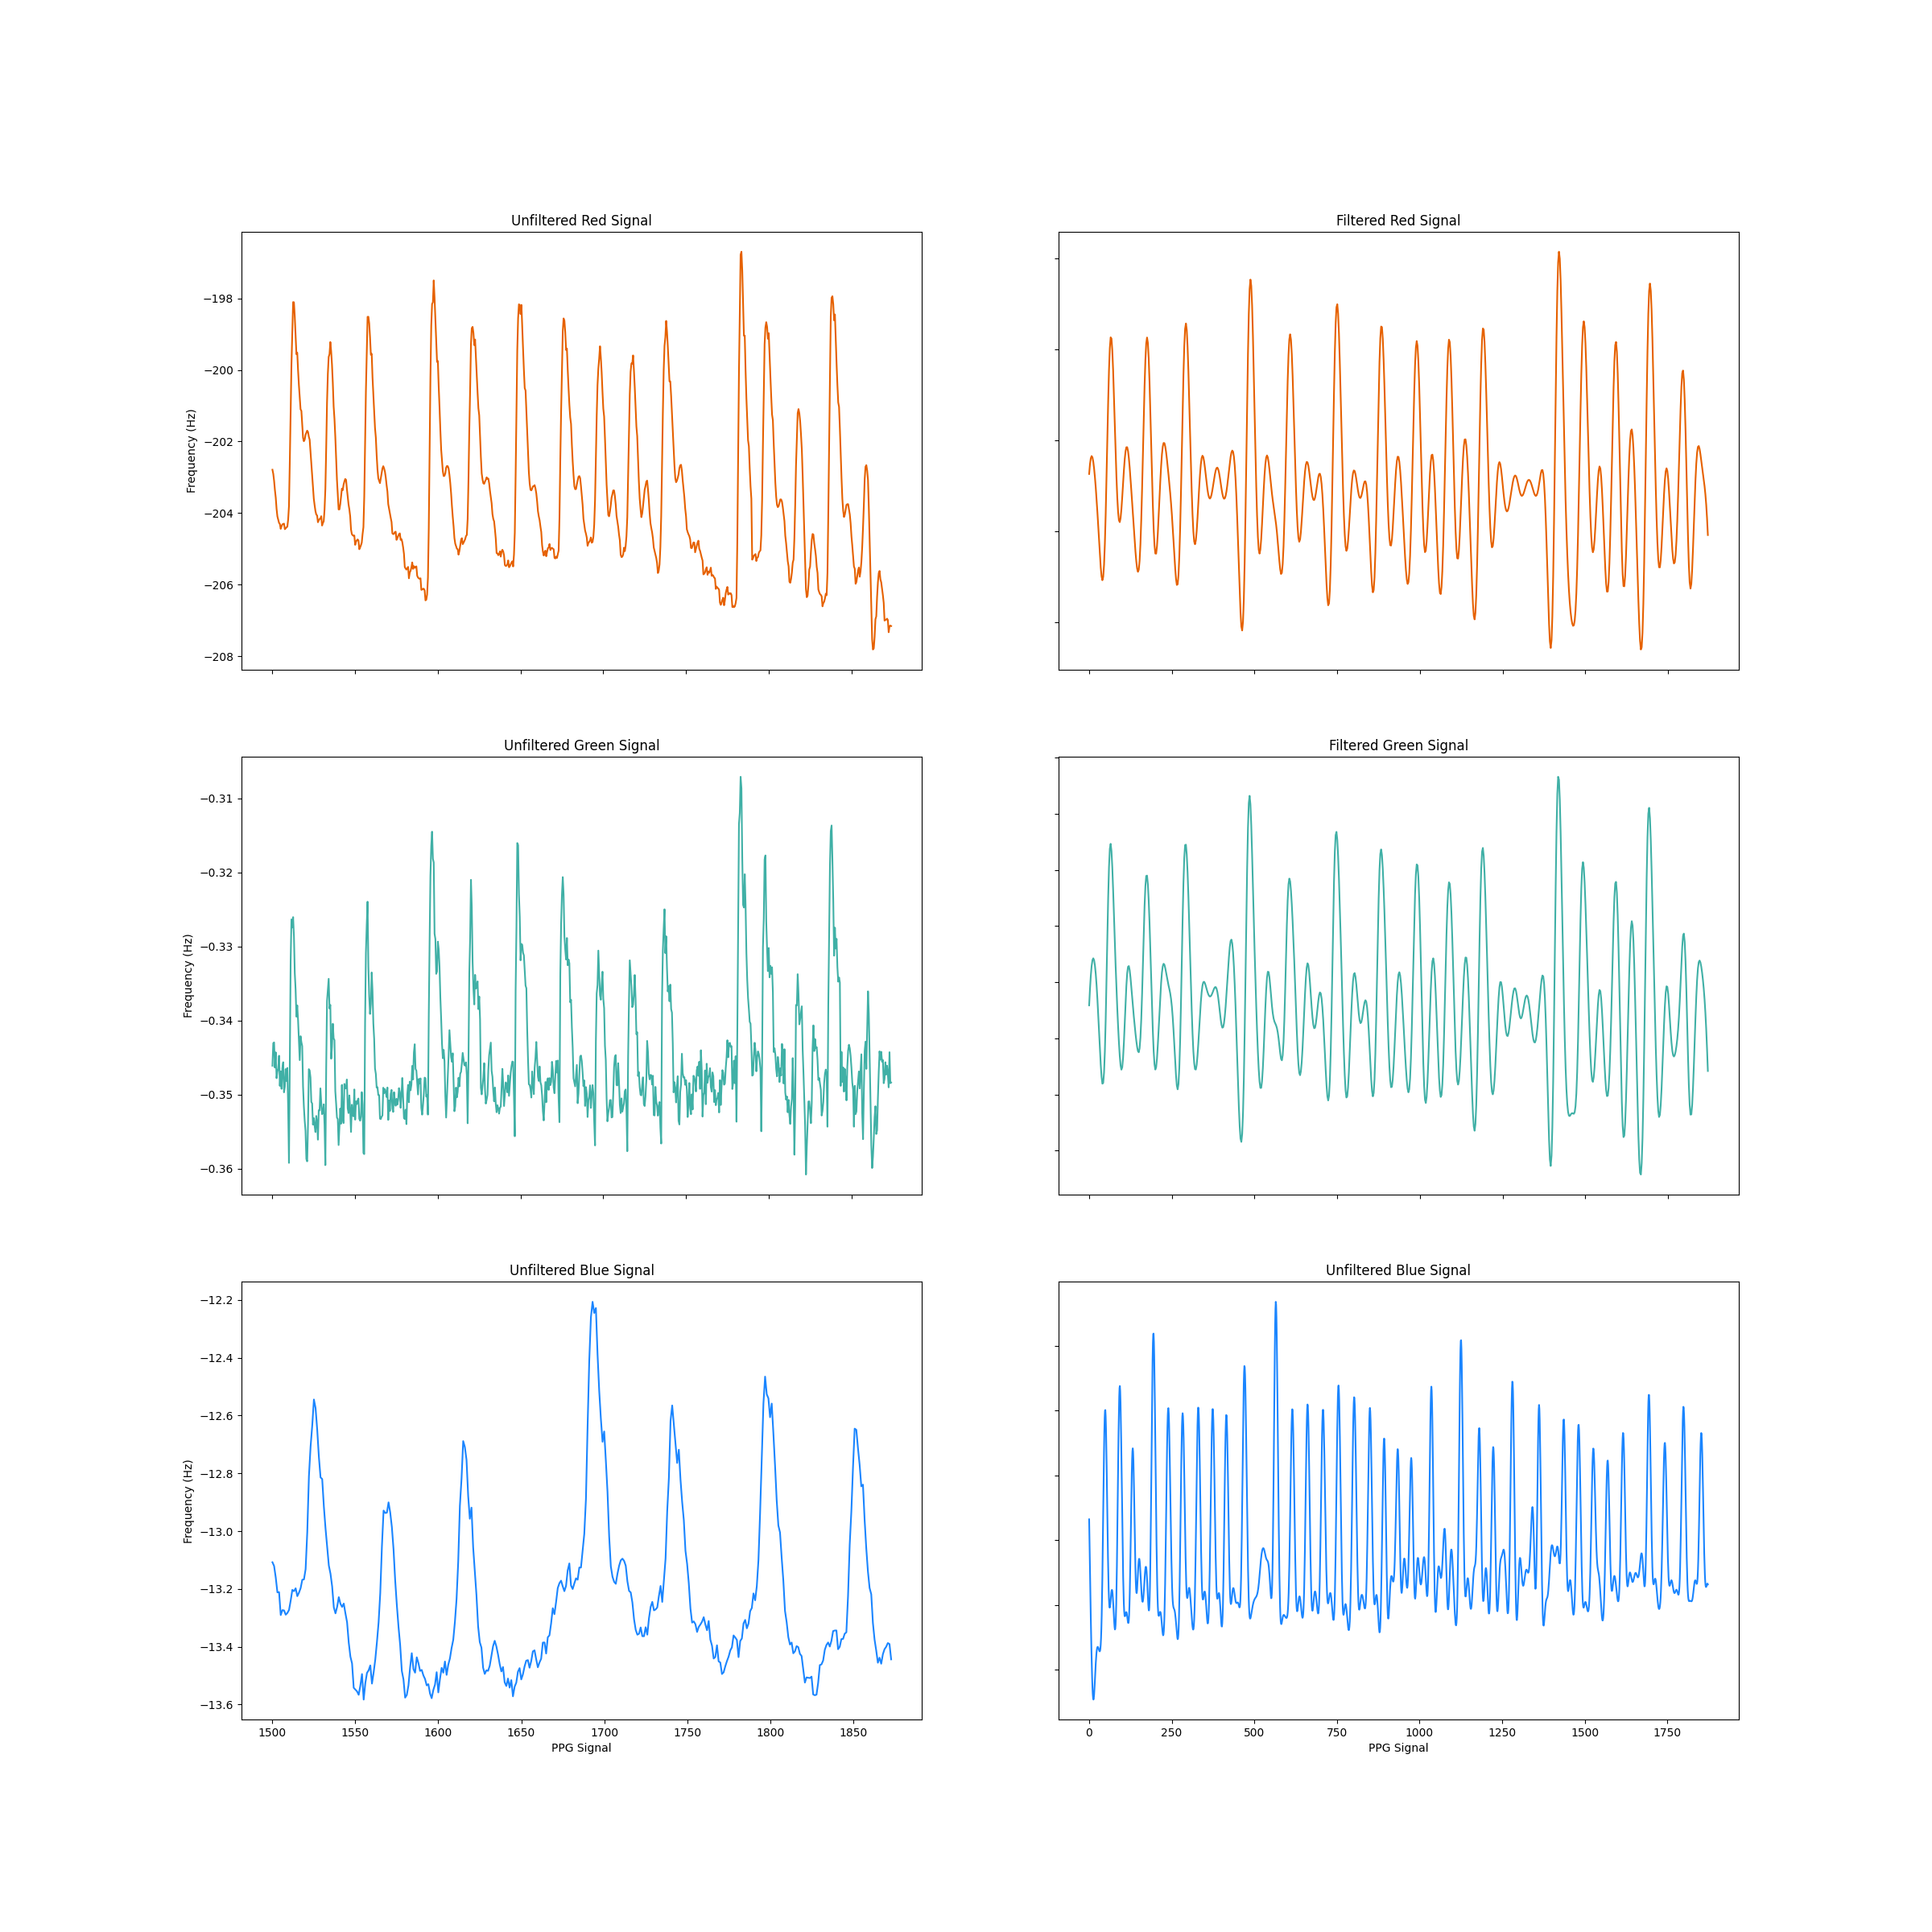 Unfiltered Red Signal
Filtered Red Signal
−198
−200
−202
−204
−206
−208
Frequency (Hz)
Unfiltered Green Signal
Filtered Green Signal
−0.31
−0.32
−0.33
−0.34
−0.35
−0.36
Frequency (Hz)
Unfiltered Blue Signal
Unfiltered Blue Signal
−12.2
−12.4
−12.6
−12.8
−13.0
−13.2
−13.4
−13.6
Frequency (Hz)
1500 1550 1600 1650 1700 1750 1800 1850
0 250 500 750 1000 1250 1500 1750
PPG Signal
PPG Signal